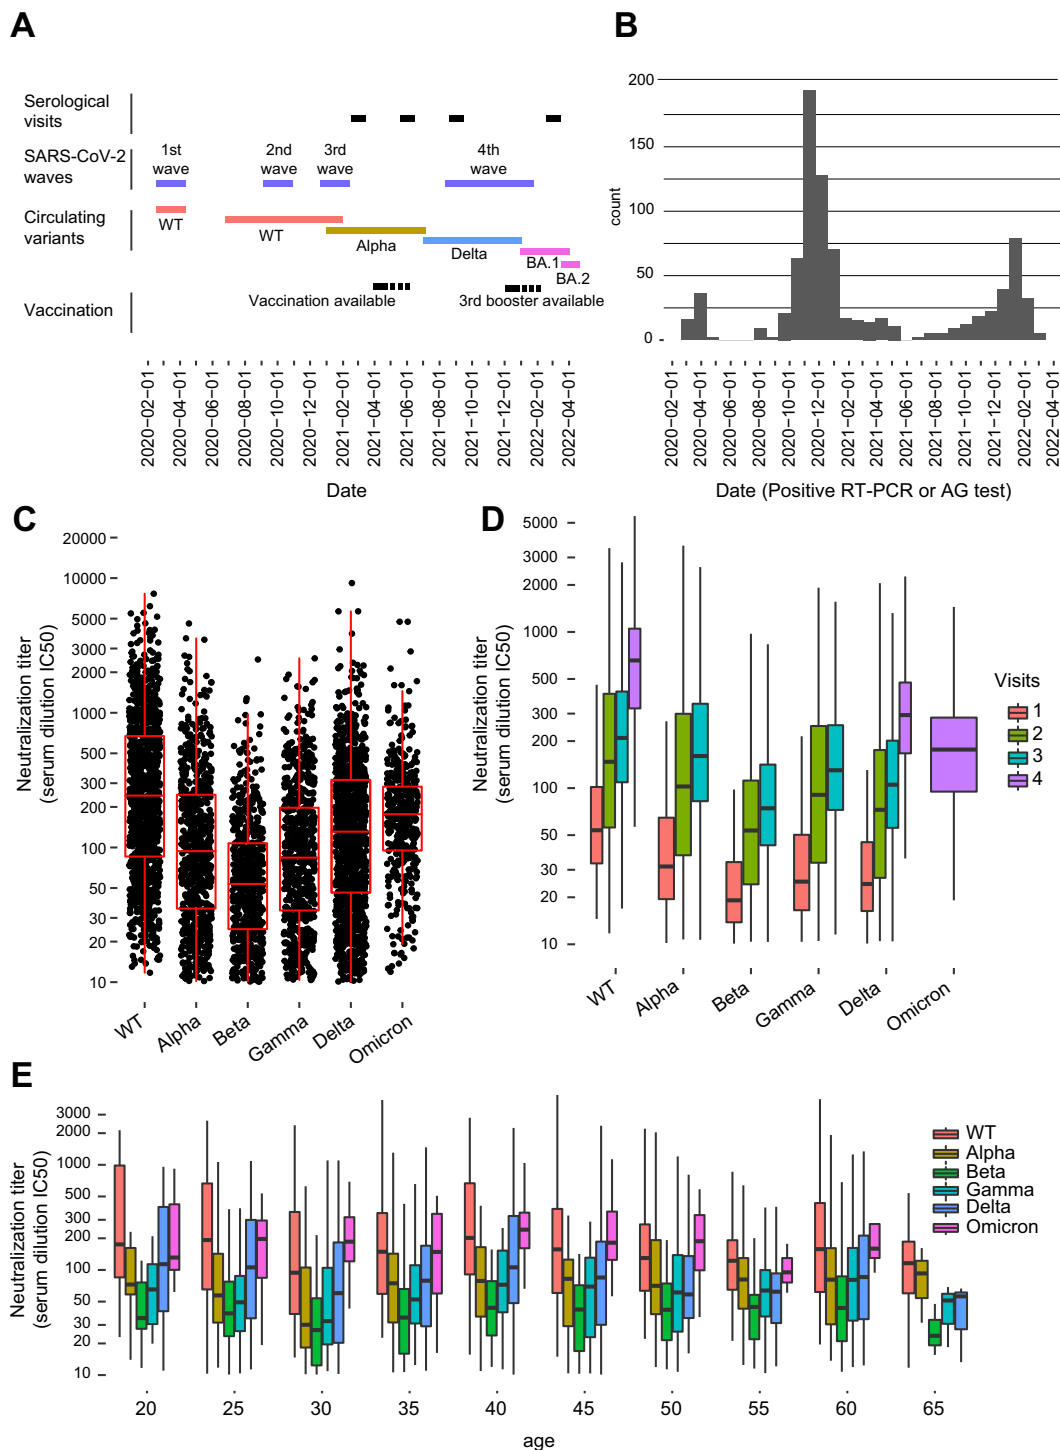 A
Serological
visits
SARS-CoV-2
waves
1st
wave
2nd
wave
3rd
wave
4th
wave
Circulating
variants
WT
WT
Alpha
Delta
BA.1
BA.2
Vaccination
Vaccination available
3rd booster available
2020-02-01
2020-04-01
2020-06-01
2020-08-01
2020-10-01
2020-12-01
2021-02-01
2021-04-01
2021-06-01
2021-08-01
2021-10-01
2021-12-01
2022-02-01
2022-04-01
Date
B
count
200
150
100
50
0
2020-02-01
2020-04-01
2020-06-01
2020-08-01
2020-10-01
2020-12-01
2021-02-01
2021-04-01
2021-06-01
2021-08-01
2021-10-01
2021-12-01
2022-02-01
2022-04-01
Date (Positive RT-PCR or AG test)
C
Neutralization titer
(serum dilution IC50)
20000
10000
5000
3000
2000
1000
500
300
200
100
50
30
20
10
WT
Alpha
Beta
Gamma
Delta
Omicron
D
Neutralization titer
(serum dilution IC50)
5000
3000
2000
1000
500
300
200
100
50
30
20
10
WT
Alpha
Beta
Gamma
Delta
Omicron
Visits
1
2
3
4
E
Neutralization titer
(serum dilution IC50)
3000
2000
1000
500
300
200
100
50
30
20
10
20
25
30
35
40
45
50
55
60
65
age
WT
Alpha
Beta
Gamma
Delta
Omicron